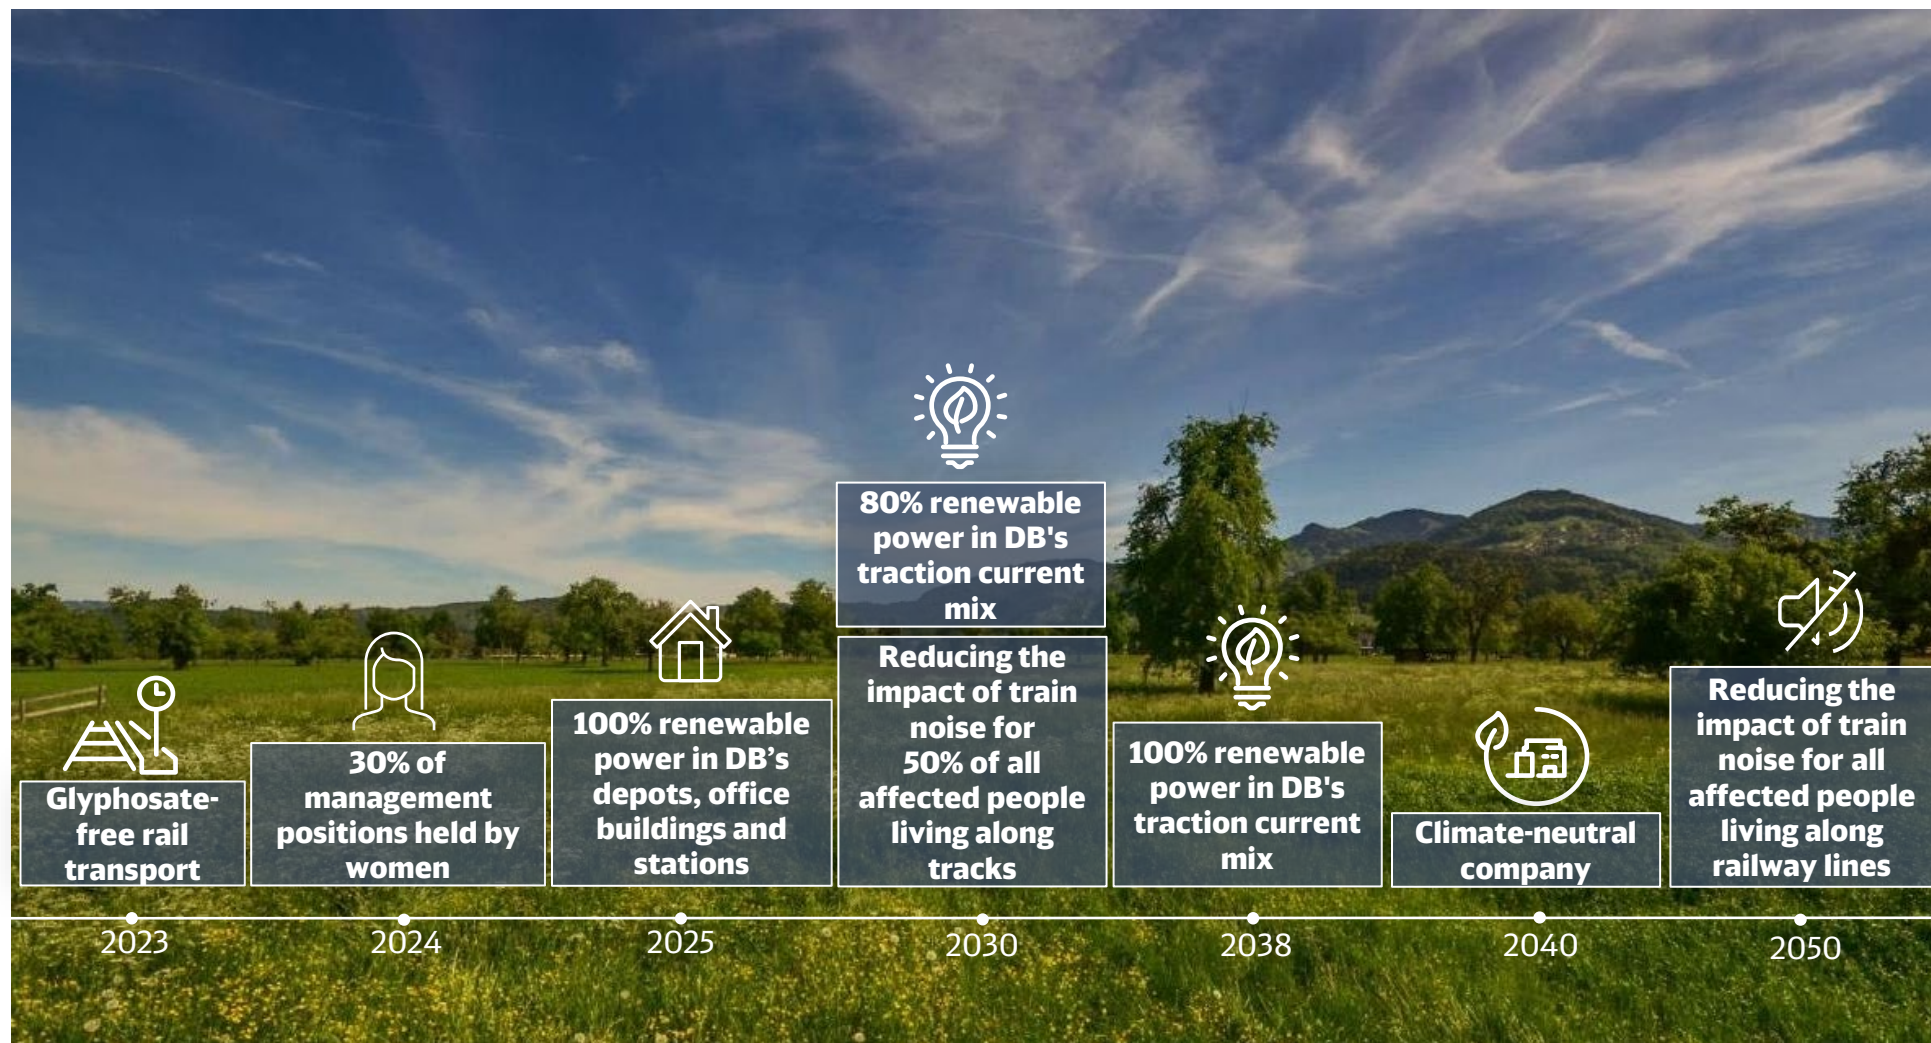 Glyphosate-
free rail
transport
30% of
management
positions held by
women
100% renewable
power in DB’s
depots, office
buildings and
stations
80% renewable
power in DB's
traction current
mix
Reducing the
impact of train
noise for
50% of all
affected people
living along
tracks
100% renewable
power in DB's
traction current
mix
Climate-neutral
company
Reducing the
impact of train
noise for all
affected people
living along
railway lines
2023
2024
2025
2030
2038
2040
2050